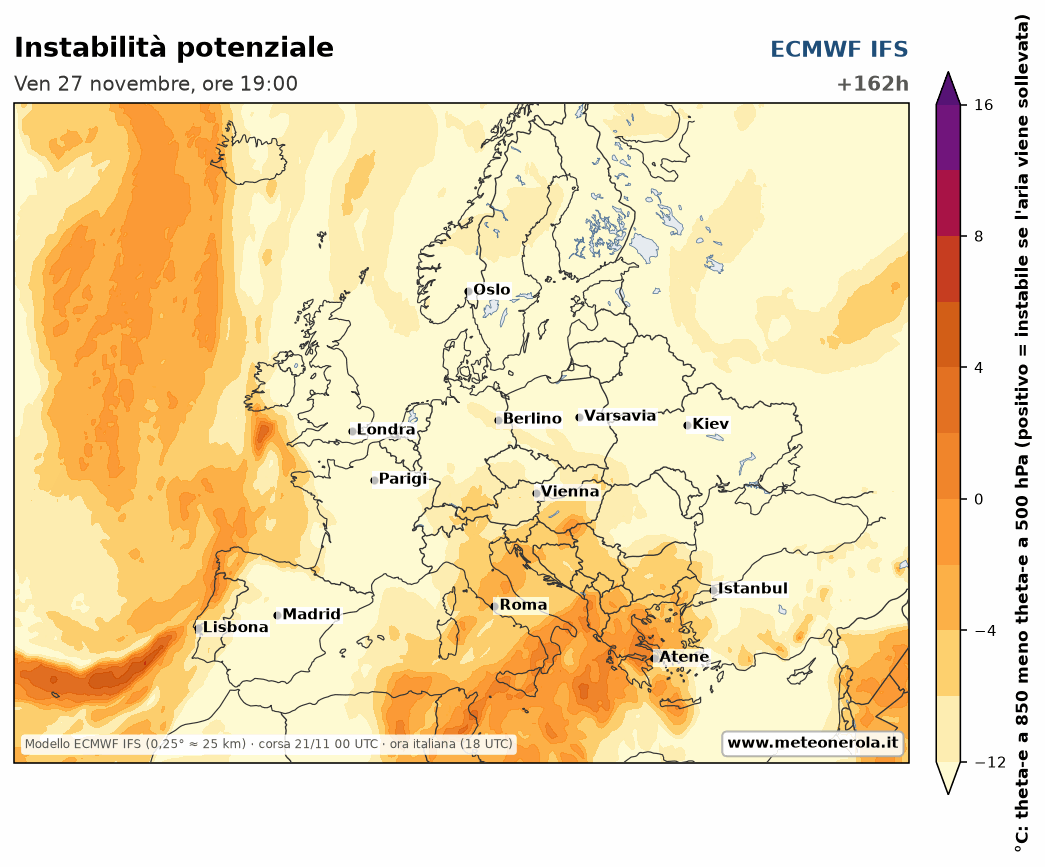 Instabilità potenziale
ECMWF IFS
Ven 27 novembre, ore 19:00
+162h
Oslo
Berlino
Varsavia
Kiev
Londra
Parigi
Vienna
Istanbul
Roma
Madrid
Lisbona
Atene
Modello ECMWF IFS (0,25° ≈ 25 km) · corsa 21/11 00 UTC · ora italiana (18 UTC)
www.meteonerola.it
16
8
4
0
−4
−12
°C: theta-e a 850 meno theta-e a 500 hPa (positivo = instabile se l'aria viene sollevata)